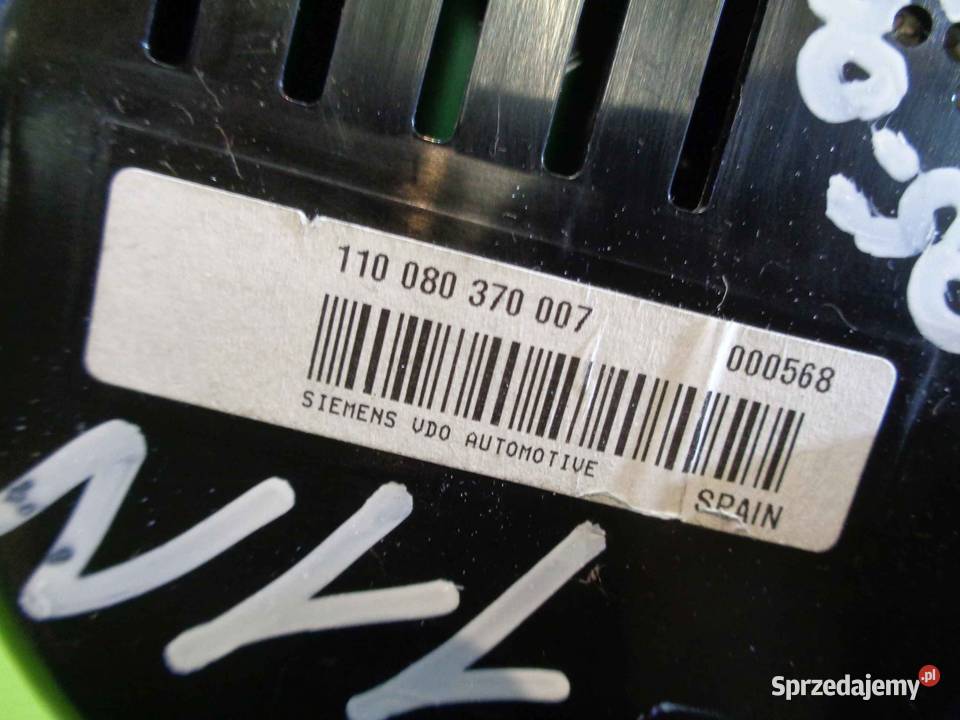 110 080 370 007
000568
SIEMENS VDO AUTOMOTIVE
SPAIN
Sprzedajemy.pl